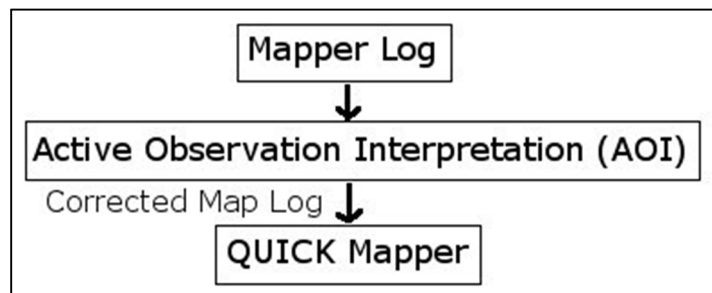 Mapper Log
Active Observation Interpretation (AOI)
Corrected Map Log
QUICK Mapper